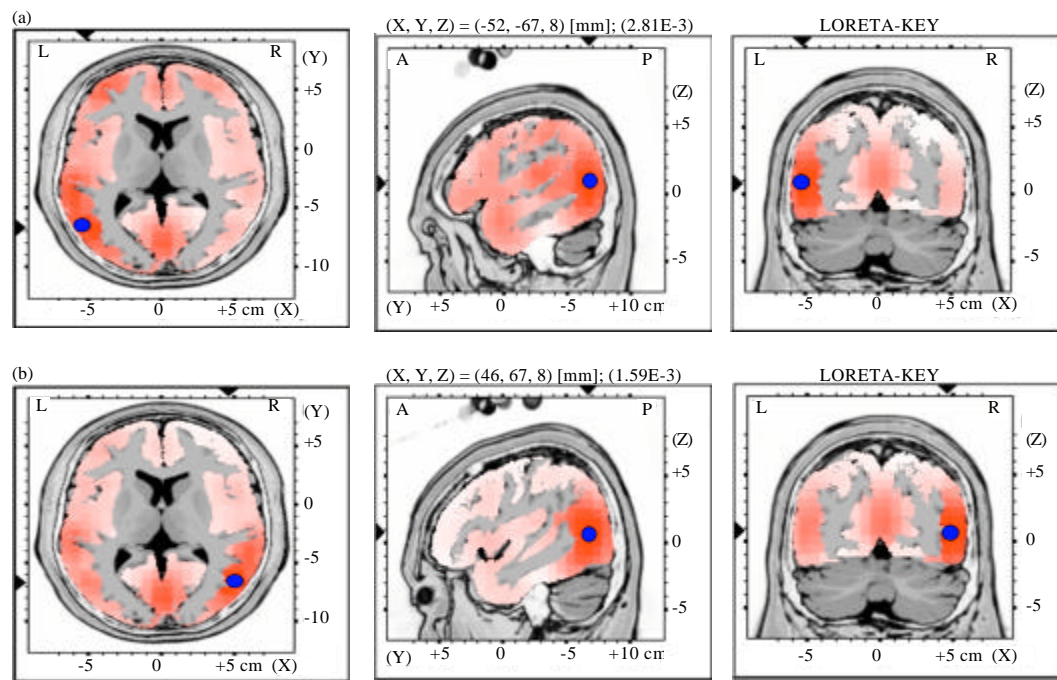 (a)
L R (Y)
+5
0
-5
-10
-5 0 +5 cm (X)
(X, Y, Z) = (-52, -67, 8) [mm]; (2.81E-3)
A P (Z)
+5
0
-5
(Y) +5 0 -5 +10 cm
LORETA-KEY
L R (Z)
+5
0
-5
-5 0 +5 cm (X)
(b)
L R (Y)
+5
0
-5
-10
-5 0 +5 cm (X)
(X, Y, Z) = (46, 67, 8) [mm]; (1.59E-3)
A P (Z)
+5
0
-5
(Y) +5 0 -5 +10 cm
LORETA-KEY
L R (Z)
+5
0
-5
-5 0 +5 cm (X)